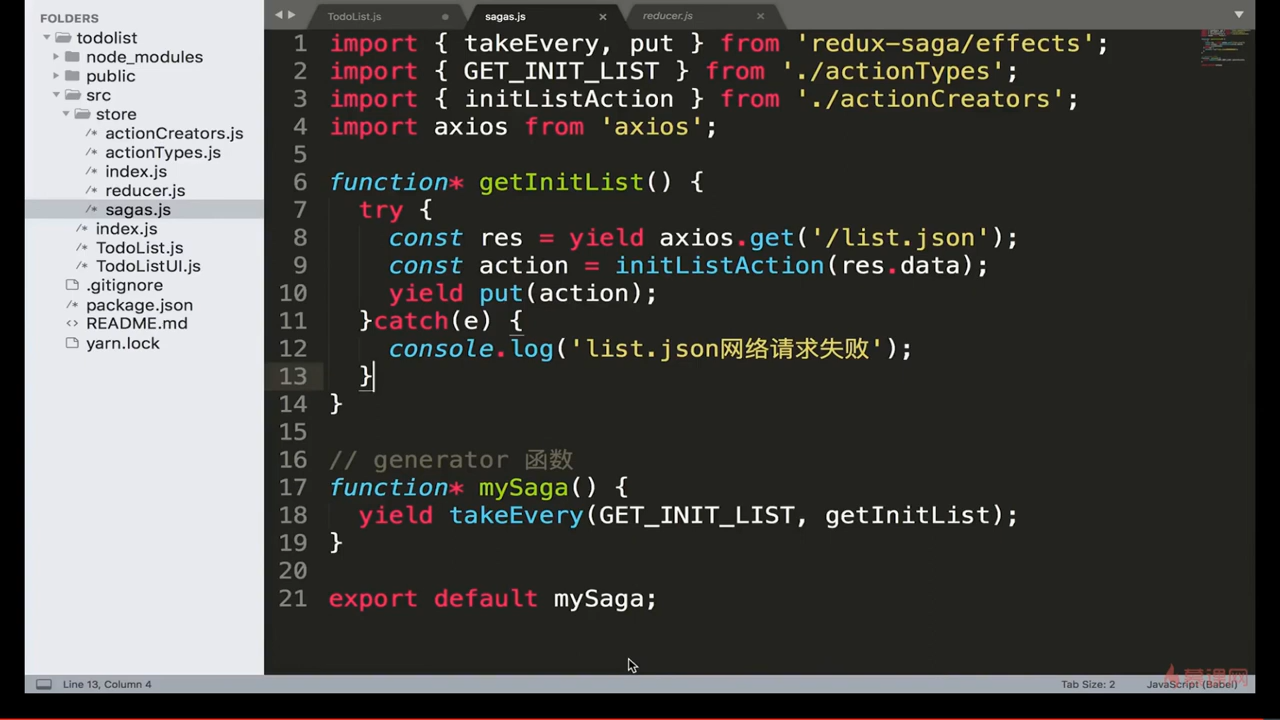 FOLDERS
todolist
node_modules
public
src
store
actionCreators.js
actionTypes.js
index.js
reducer.js
sagas.js
index.js
TodoList.js
TodoListUI.js
.gitignore
package.json
README.md
yarn.lock
TodoList.js
sagas.js
reducer.js
1 import { takeEvery, put } from 'redux-saga/effects';
2 import { GET_INIT_LIST } from './actionTypes';
3 import { initListAction } from './actionCreators';
4 import axios from 'axios';
5
6 function* getInitList() {
7   try {
8     const res = yield axios.get('/list.json');
9     const action = initListAction(res.data);
10     yield put(action);
11   }catch(e) {
12     console.log('list.json网络请求失败');
13   }
14 }
15
16 // generator 函数
17 function* mySaga() {
18   yield takeEvery(GET_INIT_LIST, getInitList);
19 }
20
21 export default mySaga;
慕课网
Line 13, Column 4
Tab Size: 2
JavaScript (Babel)